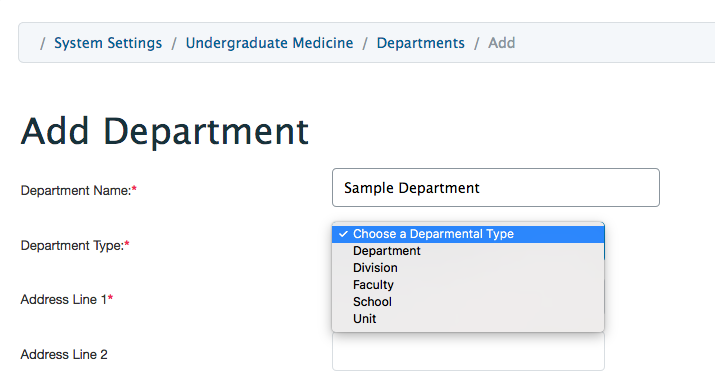 / System Settings / Undergraduate Medicine / Departments / Add
Add Department
Department Name:*
Sample Department
Department Type:*
✓ Choose a Deparmental Type
Department
Division
Faculty
School
Unit
Address Line 1*
Address Line 2